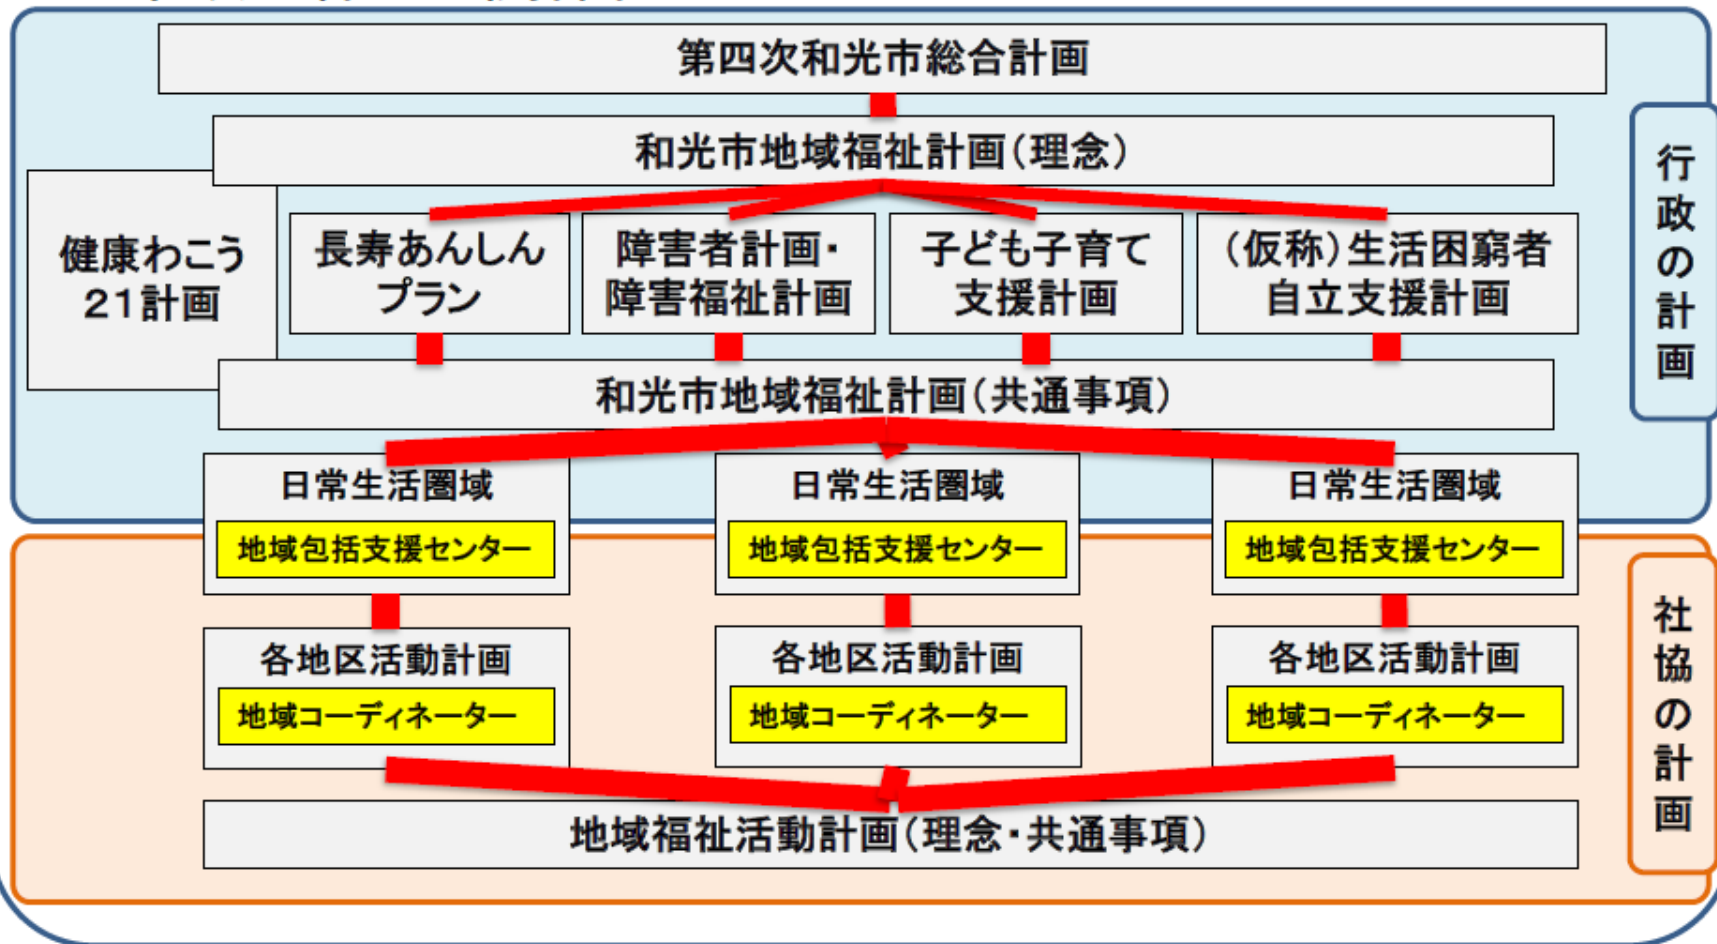 第四次和光市総合計画
和光市地域福祉計画(理念)
健康わこう
21計画
長寿あんしん
プラン
障害者計画・
障害福祉計画
子ども子育て
支援計画
(仮称)生活困窮者
自立支援計画
和光市地域福祉計画(共通事項)
行政の計画
日常生活圏域
地域包括支援センター
日常生活圏域
地域包括支援センター
日常生活圏域
地域包括支援センター
各地区活動計画
地域コーディネーター
各地区活動計画
地域コーディネーター
各地区活動計画
地域コーディネーター
地域福祉活動計画(理念・共通事項)
社協の計画